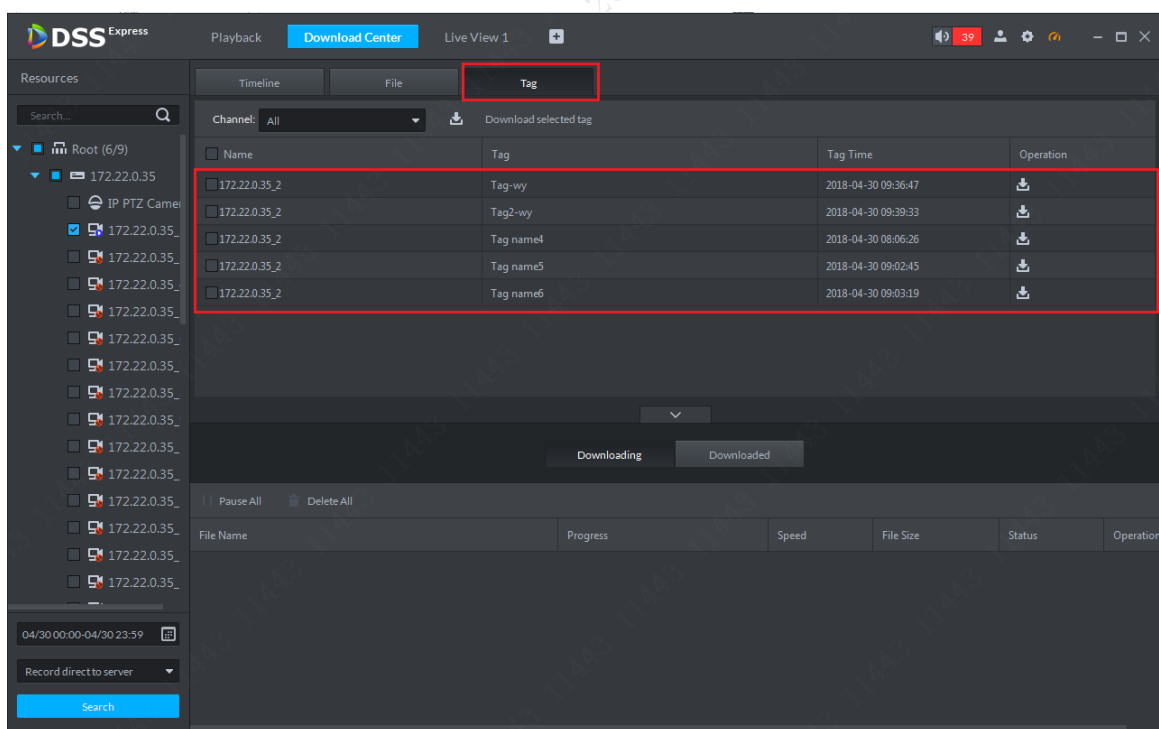 DSS Express
Playback
Download Center
Live View 1
39
Resources
Timeline
File
Tag
Search...
Channel: All
Download selected tag
Root (6/9)
172.22.0.35
IP PTZ Camer
172.22.0.35_
172.22.0.35_
172.22.0.35_
172.22.0.35_
172.22.0.35_
172.22.0.35_
172.22.0.35_
172.22.0.35_
172.22.0.35_
172.22.0.35_
172.22.0.35_
172.22.0.35_
172.22.0.35_
172.22.0.35_
Name Tag Tag Time Operation
172.22.0.35_2 Tag-wy 2018-04-30 09:36:47
172.22.0.35_2 Tag2-wy 2018-04-30 09:39:33
172.22.0.35_2 Tag name4 2018-04-30 08:06:26
172.22.0.35_2 Tag name5 2018-04-30 09:02:45
172.22.0.35_2 Tag name6 2018-04-30 09:03:19
Downloading
Downloaded
Pause All
Delete All
File Name Progress Speed File Size Status Operation
04/30 00:00-04/30 23:59
Record direct to server
Search